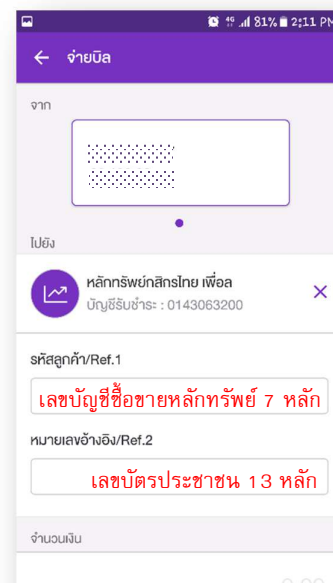 4G 81% 2:11 PM
จ่ายบิล
จาก
ไปยัง
หลักทรัพย์กสิกรไทย เพื่อล
บัญชีรับชำระ : 0143063200
รหัสลูกค้า/Ref.1
เลขบัญชีซื้อขายหลักทรัพย์ 7 หลัก
หมายเลขอ้างอิง/Ref.2
เลขบัตรประชาชน 13 หลัก
จำนวนเงิน